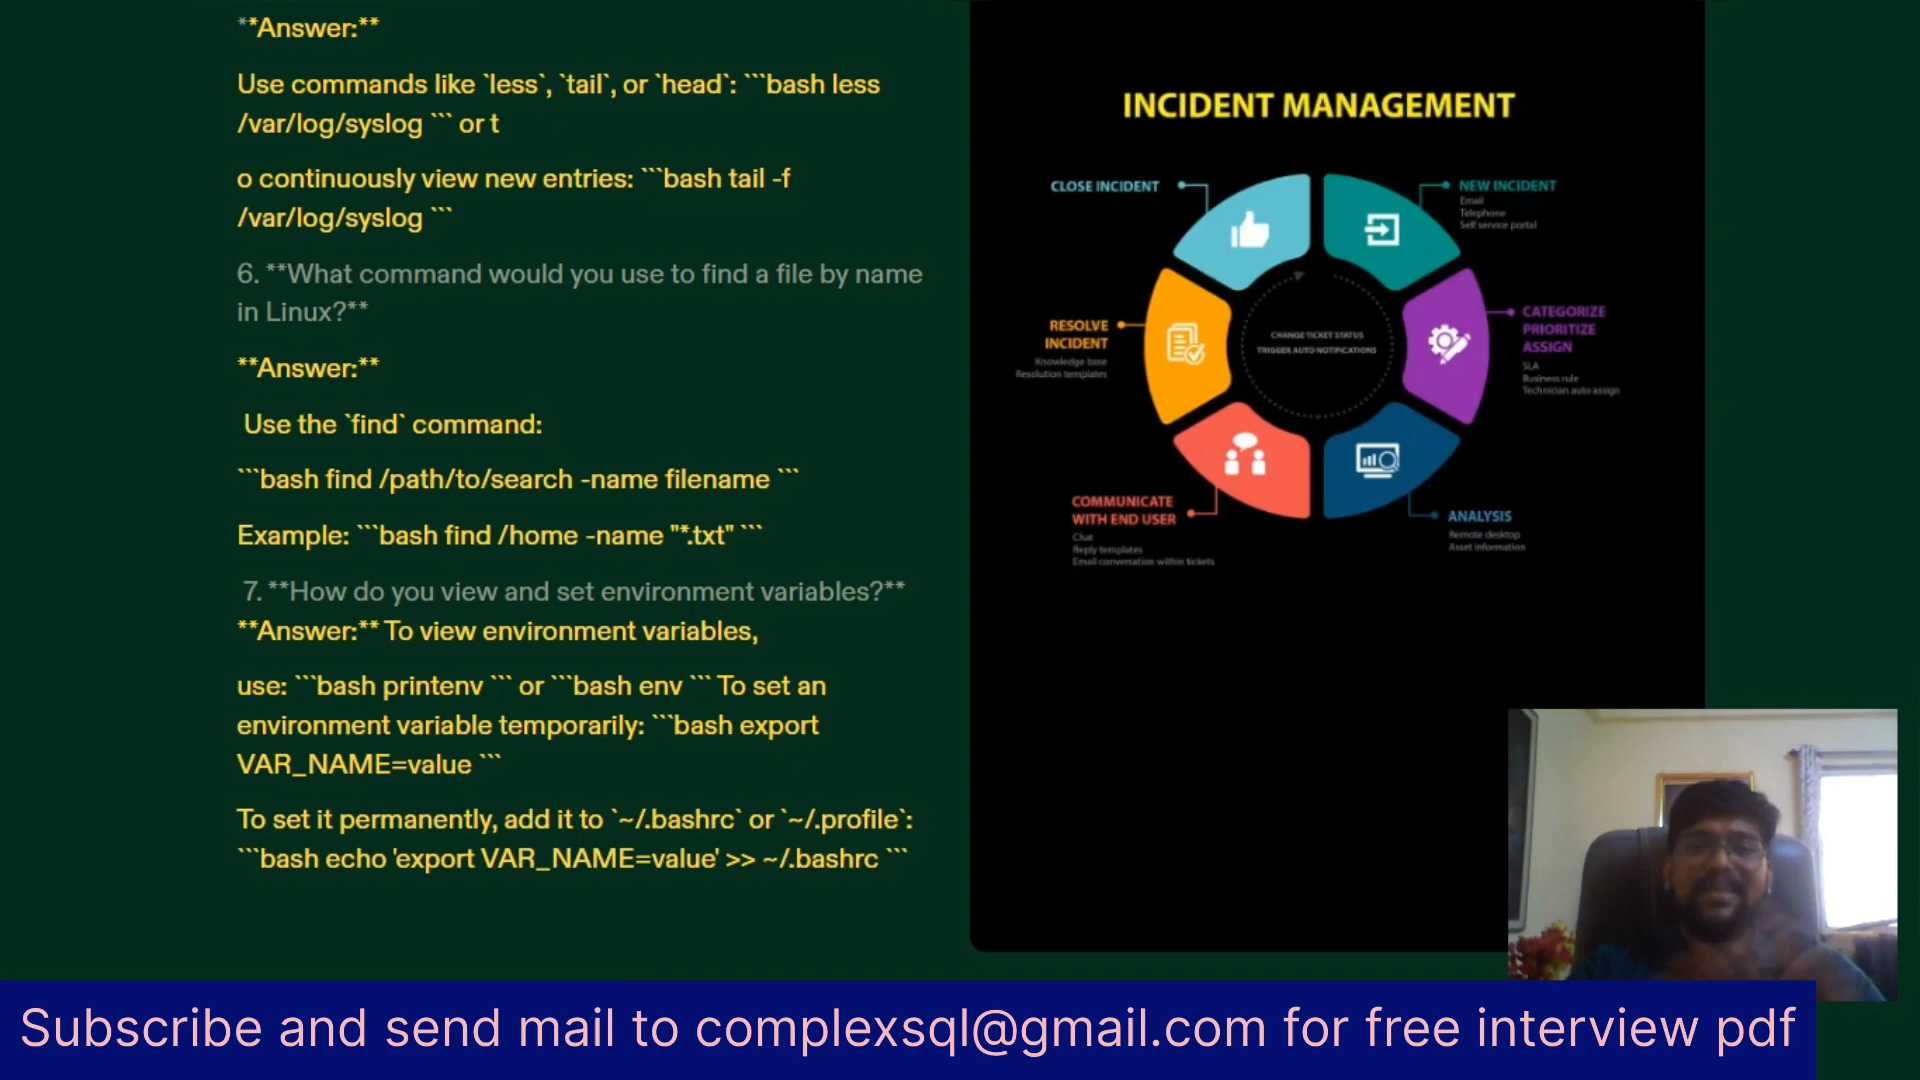 **Answer:**
Use commands like `less`, `tail`, or `head`: ```bash less
/var/log/syslog ``` or t
o continuously view new entries: ```bash tail -f
/var/log/syslog ```
6. **What command would you use to find a file by name
in Linux?**
**Answer:**
Use the `find` command:
```bash find /path/to/search -name filename ```
Example: ```bash find /home -name "*.txt" ```
7. **How do you view and set environment variables?**
**Answer:** To view environment variables,
use: ```bash printenv ``` or ```bash env ``` To set an
environment variable temporarily: ```bash export
VAR_NAME=value ```
To set it permanently, add it to `~/.bashrc` or `~/.profile`:
```bash echo 'export VAR_NAME=value' >> ~/.bashrc ```
INCIDENT MANAGEMENT
CLOSE INCIDENT
NEW INCIDENT
Email
Telephone
Self service portal
RESOLVE
INCIDENT
Knowledge base
Resolution templates
CHANGE TICKET STATUS
TRIGGER AUTO NOTIFICATIONS
CATEGORIZE
PRIORITIZE
ASSIGN
SLA
Business rule
Technician auto assign
COMMUNICATE
WITH END USER
Chat
Reply templates
Email conversation within tickets
ANALYSIS
Remote desktop
Asset information
Subscribe and send mail to complexsql@gmail.com for free interview pdf